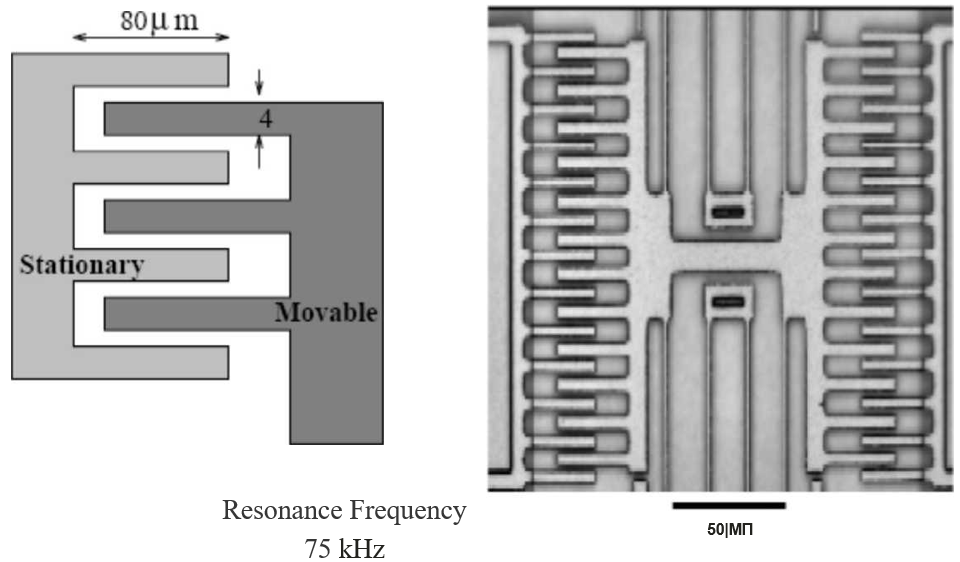 80μm
4
Stationary
Movable
Resonance Frequency
75 kHz
50|МП